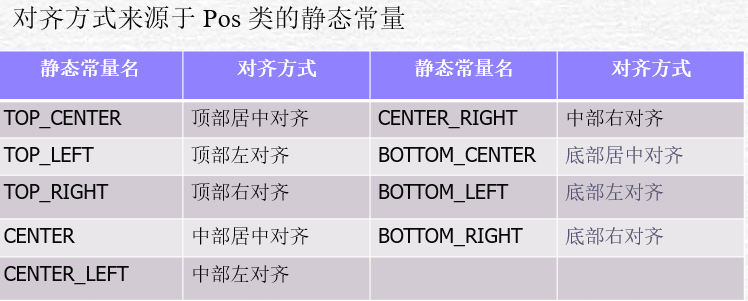 对齐方式来源于 Pos 类的静态常量
静态常量名 对齐方式 静态常量名 对齐方式
TOP_CENTER 顶部居中对齐 CENTER_RIGHT 中部右对齐
TOP_LEFT 顶部左对齐 BOTTOM_CENTER 底部居中对齐
TOP_RIGHT 顶部右对齐 BOTTOM_LEFT 底部左对齐
CENTER 中部居中对齐 BOTTOM_RIGHT 底部右对齐
CENTER_LEFT 中部左对齐